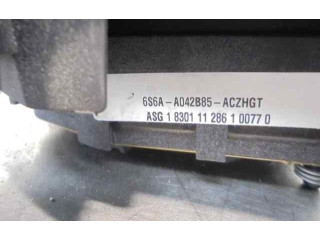 6S6A-A042B85-ACZHGT
ASG 1 8301 11 286 1 0077 0